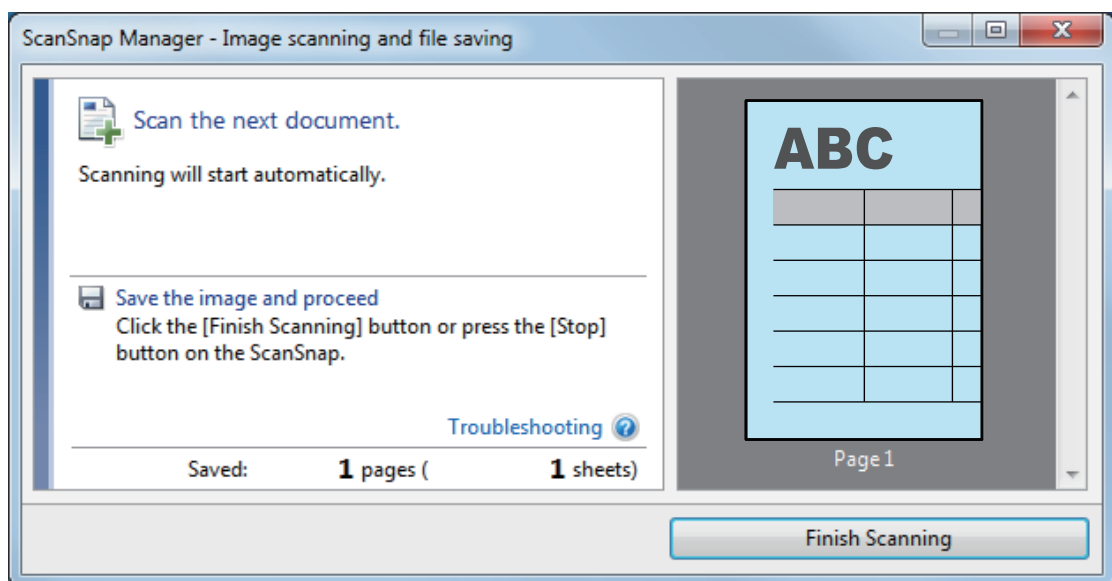 ScanSnap Manager - Image scanning and file saving
Scan the next document.
Scanning will start automatically.
Save the image and proceed
Click the [Finish Scanning] button or press the [Stop]
button on the ScanSnap.
Troubleshooting
Saved: 1 pages ( 1 sheets)
ABC
Page 1
Finish Scanning